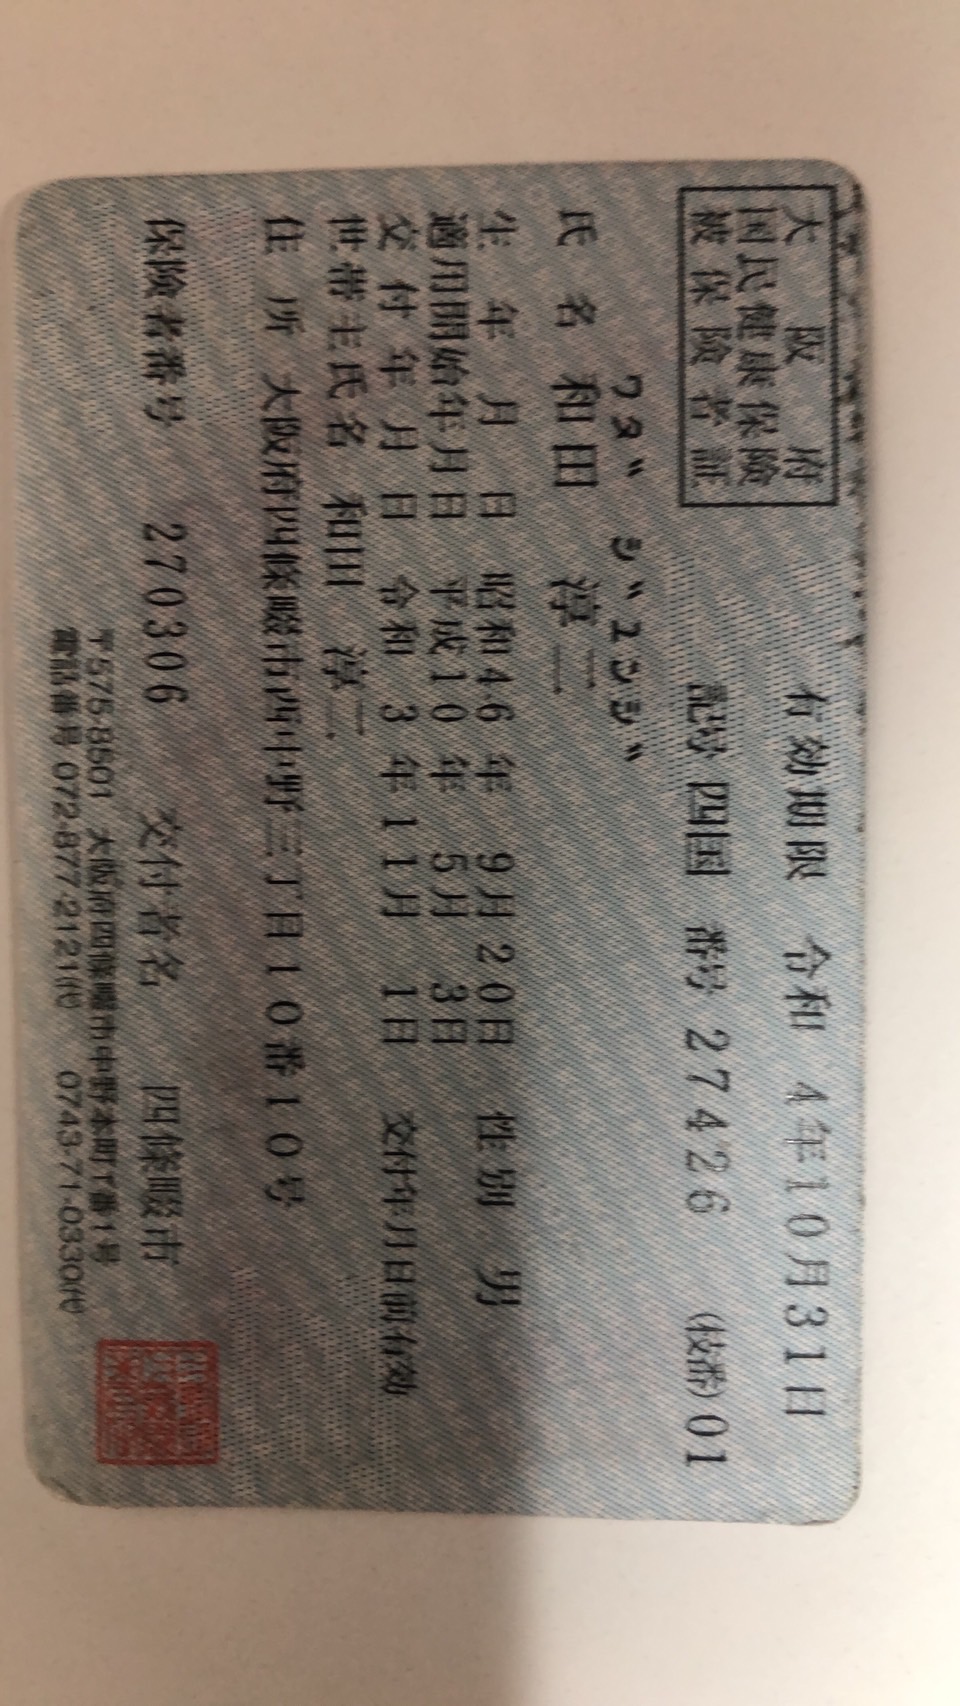 大阪府
国民健康保険
被保険者証
有効期限 令和 4年10月31日
記号 四国 番号 27426 (枝番)01
ワダ ジュンジ
氏名 和田 淳二
生年月日 昭和46年 9月20日 性別 男
適用開始年月日 平成10年 5月 3日
交付年月日 令和 3年11月 1日 交付年月日前有効
世帯主氏名 和田 淳二
住所 大阪府四條畷市西中野三丁目10番10号
保険者番号 270306 交付者名 四條畷市
〒575-8501 大阪府四條畷市中野本町1番1号
電話番号 072-877-2121㈹ 0743-71-0330㈹